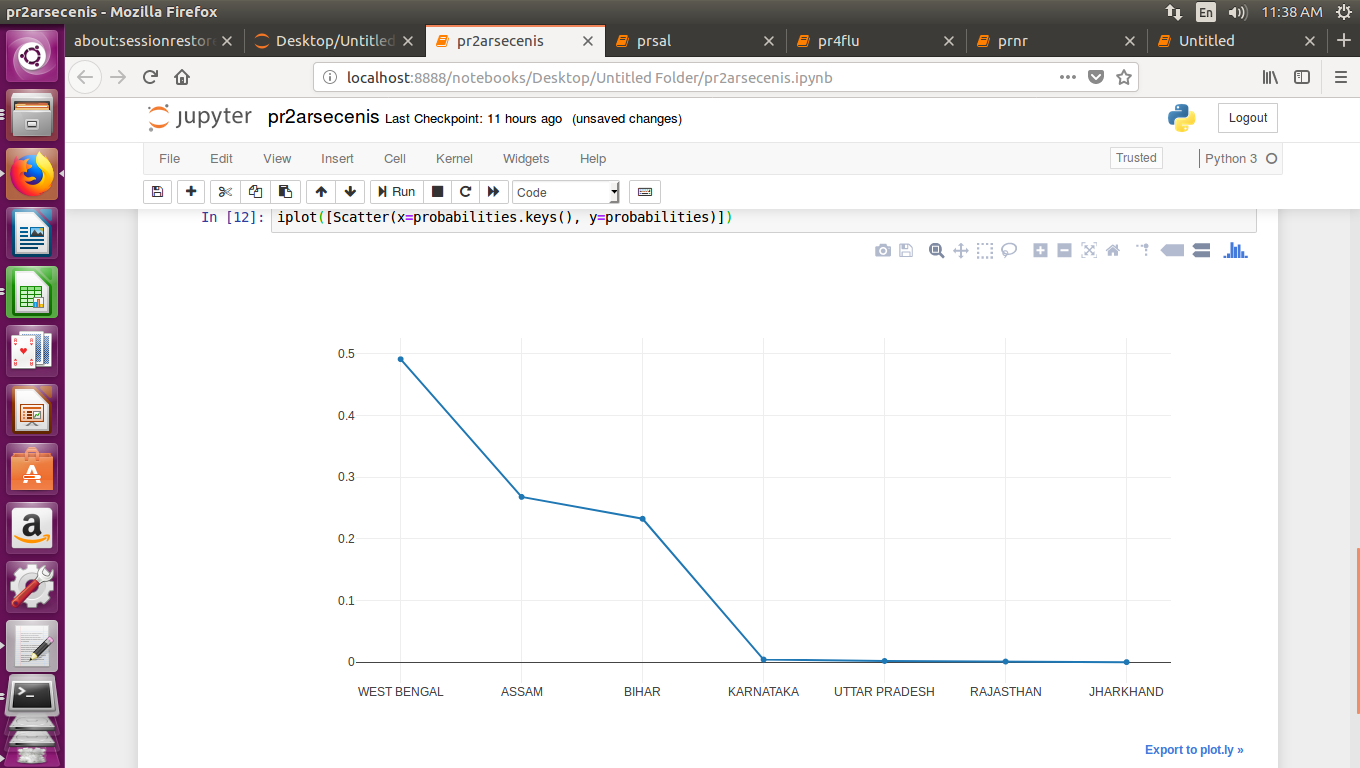 pr2arsecenis - Mozilla Firefox
En
11:38 AM
about:sessionrestor
Desktop/Untitled
pr2arsecenis
prsal
pr4flu
prnr
Untitled
localhost:8888/notebooks/Desktop/Untitled Folder/pr2arsecenis.ipynb
jupyter pr2arsecenis Last Checkpoint: 11 hours ago (unsaved changes)
Logout
File Edit View Insert Cell Kernel Widgets Help
Trusted
Python 3
Run
Code
In [12]: iplot([Scatter(x=probabilities.keys(), y=probabilities)])
0.5
0.4
0.3
0.2
0.1
0
WEST BENGAL ASSAM BIHAR KARNATAKA UTTAR PRADESH RAJASTHAN JHARKHAND
Export to plot.ly »